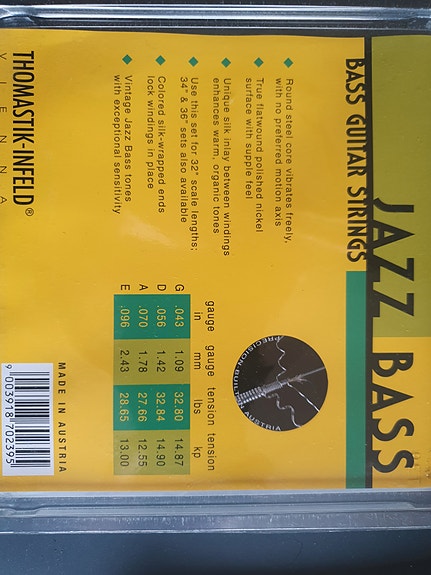 JAZZ BASS
BASS GUITAR STRINGS
Round steel core vibrates freely,
with no preferred motion axis
True flatwound polished nickel
surface with supple feel
Unique silk inlay between windings
enhances warm, organic tones
Use this set for 32" scale lengths;
34" & 36" sets also available
Colored silk-wrapped ends
lock windings in place
Vintage Jazz Bass tones
with exceptional sensitivity
PRECISION BUILT IN AUSTRIA
gauge gauge tension tension
in mm lbs kp
G .043 1.09 32.80 14.87
D .056 1.42 32.84 14.90
A .070 1.78 27.66 12.55
E .096 2.43 28.65 13.00
THOMASTIK-INFELD®
VIENNA
MADE IN AUSTRIA
9 003918 702395